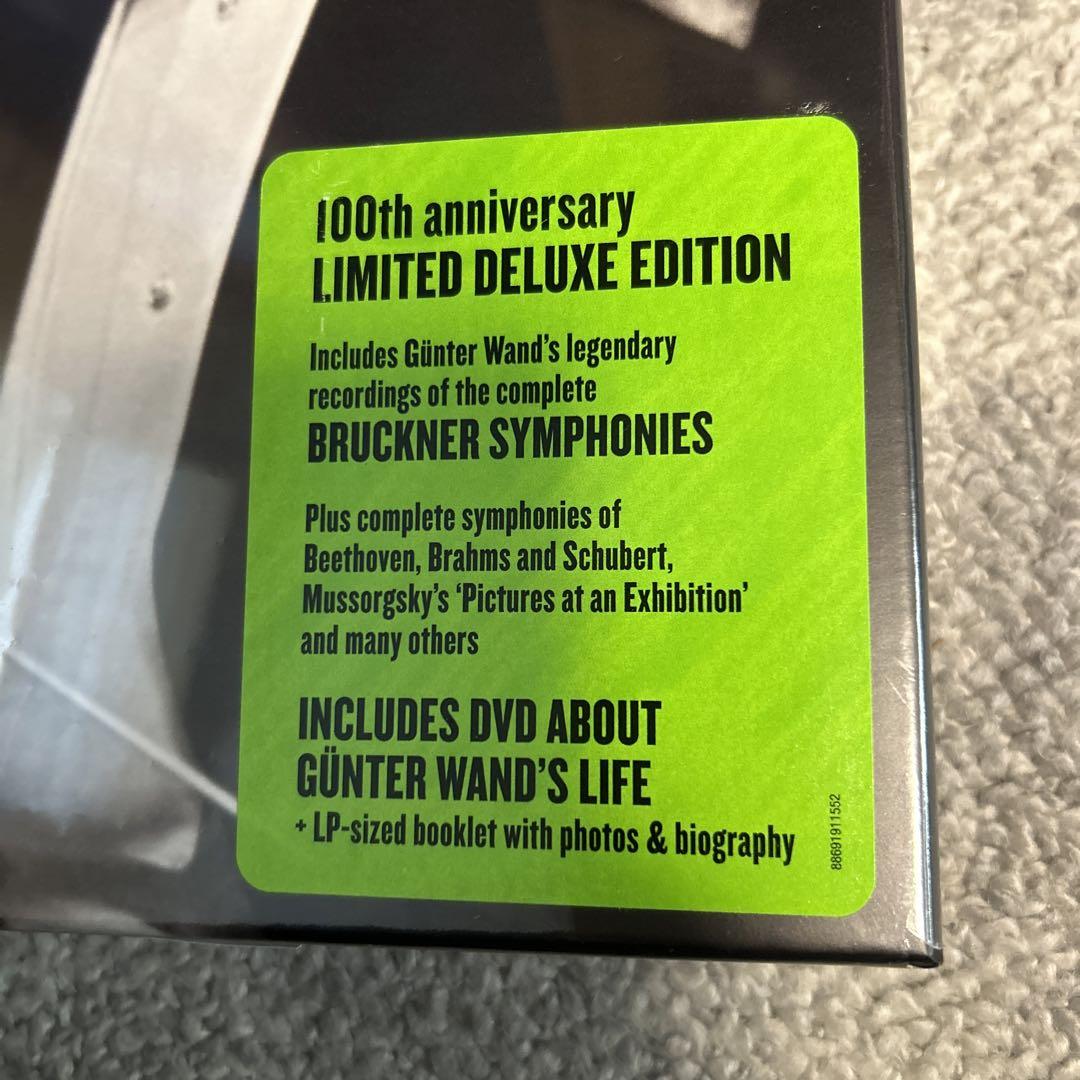 100th anniversary
LIMITED DELUXE EDITION
Includes Günter Wand's legendary
recordings of the complete
BRUCKNER SYMPHONIES
Plus complete symphonies of
Beethoven, Brahms and Schubert,
Mussorgsky's 'Pictures at an Exhibition'
and many others
INCLUDES DVD ABOUT
GÜNTER WAND'S LIFE
+ LP-sized booklet with photos & biography
88691911552